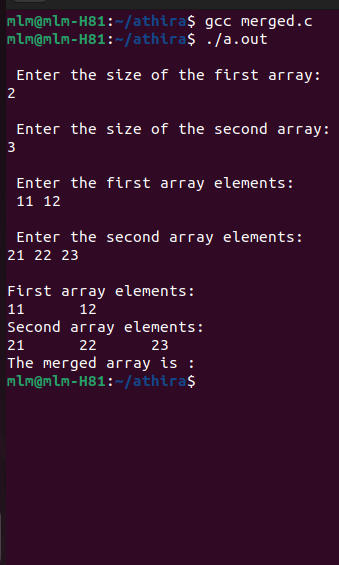 mlm@mlm-H81:~/athira$ gcc merged.c
mlm@mlm-H81:~/athira$ ./a.out
Enter the size of the first array:
2
Enter the size of the second array:
3
Enter the first array elements:
11 12
Enter the second array elements:
21 22 23
First array elements:
11 12
Second array elements:
21 22 23
The merged array is :
mlm@mlm-H81:~/athira$